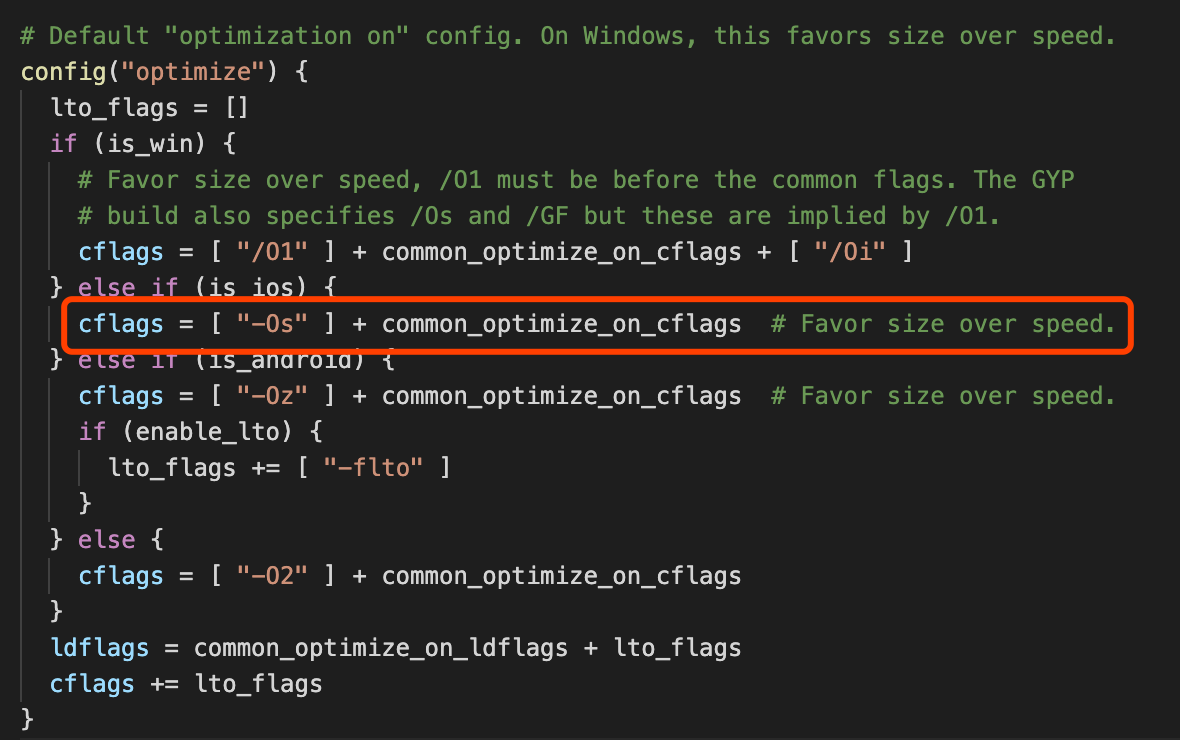 # Default "optimization on" config. On Windows, this favors size over speed.
config("optimize") {
  lto_flags = []
  if (is_win) {
    # Favor size over speed, /O1 must be before the common flags. The GYP
    # build also specifies /Os and /GF but these are implied by /O1.
    cflags = [ "/O1" ] + common_optimize_on_cflags + [ "/Oi" ]
  } else if (is_ios) {
    cflags = [ "-Os" ] + common_optimize_on_cflags  # Favor size over speed.
  } else if (is_android) {
    cflags = [ "-Oz" ] + common_optimize_on_cflags  # Favor size over speed.
    if (enable_lto) {
      lto_flags += [ "-flto" ]
    }
  } else {
    cflags = [ "-O2" ] + common_optimize_on_cflags
  }
  ldflags = common_optimize_on_ldflags + lto_flags
  cflags += lto_flags
}